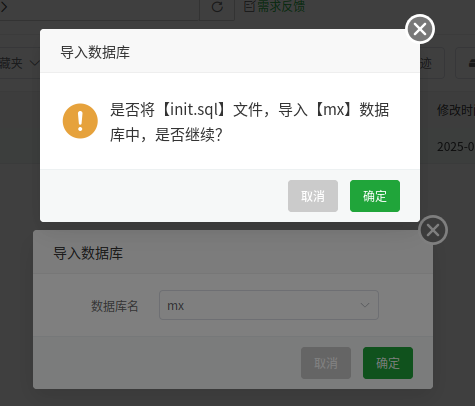 需求反馈
导入数据库
藏夹
迹
是否将【init.sql】文件，导入【mx】数据
库中，是否继续？
修改时
2025-0
取消
确定
导入数据库
数据库名
mx
取消
确定